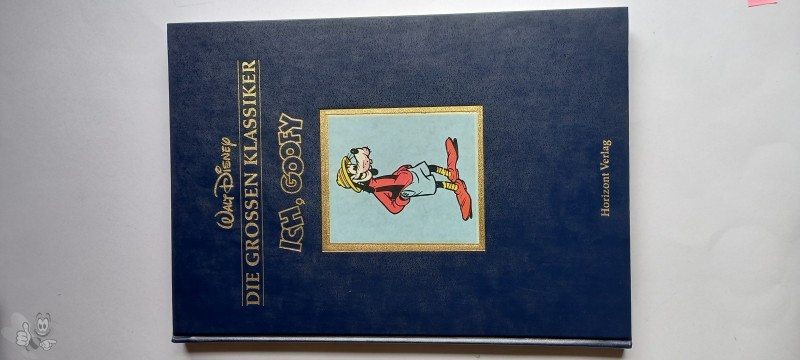 WALT DISNEY
DIE GROSSEN KLASSIKER
ICH, GOOFY
Horizont Verlag